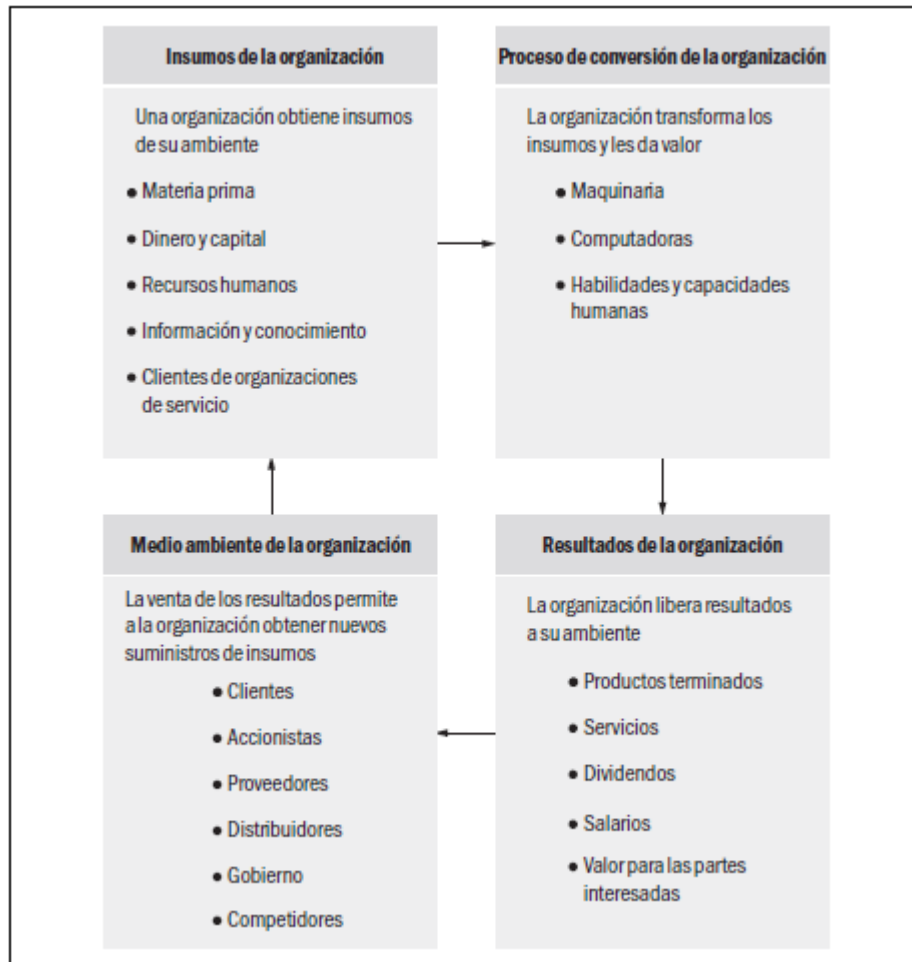 Insumos de la organización
Una organización obtiene insumos
de su ambiente
• Materia prima
• Dinero y capital
• Recursos humanos
• Información y conocimiento
• Clientes de organizaciones
de servicio
Proceso de conversión de la organización
La organización transforma los
insumos y les da valor
• Maquinaria
• Computadoras
• Habilidades y capacidades
humanas
Medio ambiente de la organización
La venta de los resultados permite
a la organización obtener nuevos
suministros de insumos
• Clientes
• Accionistas
• Proveedores
• Distribuidores
• Gobierno
• Competidores
Resultados de la organización
La organización libera resultados
a su ambiente
• Productos terminados
• Servicios
• Dividendos
• Salarios
• Valor para las partes
interesadas